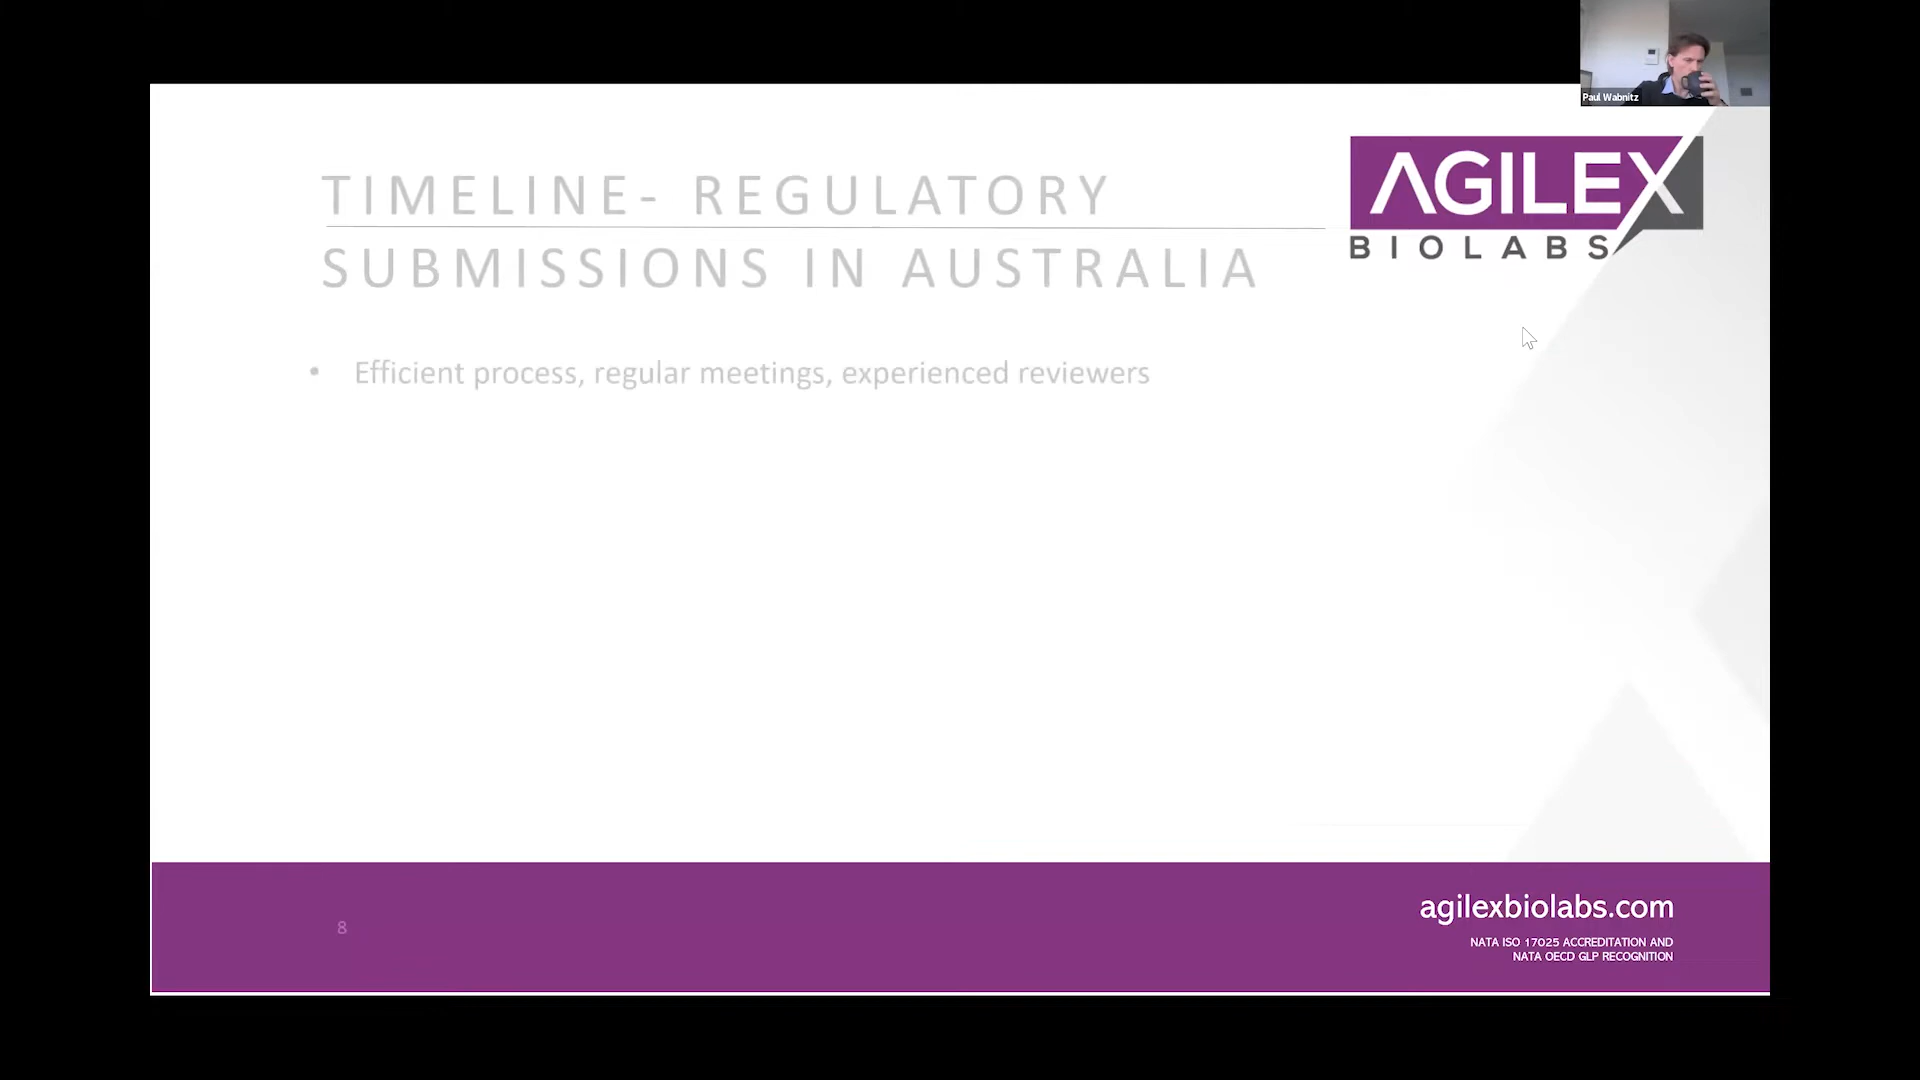 Paul Wabnitz
AGILEX
BIOLABS
TIMELINE- REGULATORY
SUBMISSIONS IN AUSTRALIA
• Efficient process, regular meetings, experienced reviewers
8
agilexbiolabs.com
NATA ISO 17025 ACCREDITATION AND
NATA OECD GLP RECOGNITION